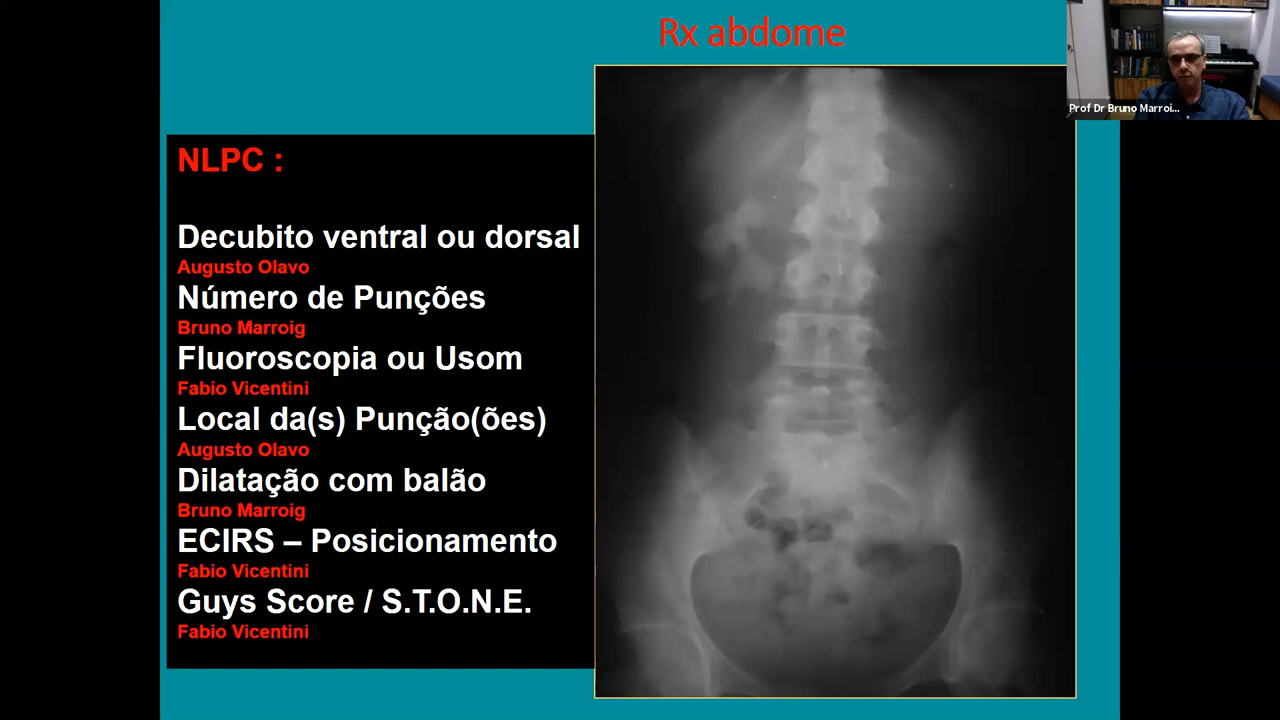 Rx abdome
Prof Dr Bruno Marroi...
NLPC :
Decubito ventral ou dorsal
Augusto Olavo
Número de Punções
Bruno Marroig
Fluoroscopia ou Usom
Fabio Vicentini
Local da(s) Punção(ões)
Augusto Olavo
Dilatação com balão
Bruno Marroig
ECIRS – Posicionamento
Fabio Vicentini
Guys Score / S.T.O.N.E.
Fabio Vicentini